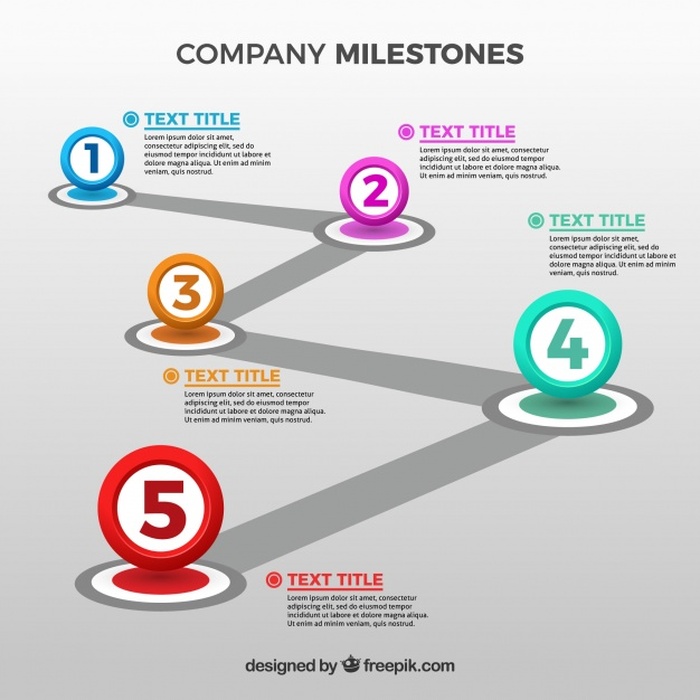 COMPANY MILESTONES
1
TEXT TITLE
Lorem ipsum dolor sit amet,
adipiscing elit, sed do
eiusmod tempor incididunt ut labore et
dolore magna aliqua. Ut enim ad minim
veniam, quis.
2
TEXT TITLE
Lorem ipsum dolor sit amet, consectetur
adipiscing elit, sed do eiusmod tempor
incididunt ut labore et dolore magna aliqua.
Ut enim ad minim veniam, quis.
3
TEXT TITLE
Lorem ipsum dolor sit amet, consectetur
adipiscing elit, sed do eiusmod tempor
incididunt ut labore et dolore magna aliqua.
Ut enim ad minim veniam, quis.
TEXT TITLE
Lorem ipsum dolor sit amet,
adipiscing elit, sed do eiusmod
tempor incididunt ut labore et dolore
magna aliqua. Ut enim ad minim
veniam, quis.
4
5
TEXT TITLE
Lorem ipsum dolor sit amet, consectetur
adipiscing elit, sed do eiusmod tempor
incididunt ut labore et dolore magna aliqua.
Ut enim ad minim veniam, quis.
designed by freepik.com